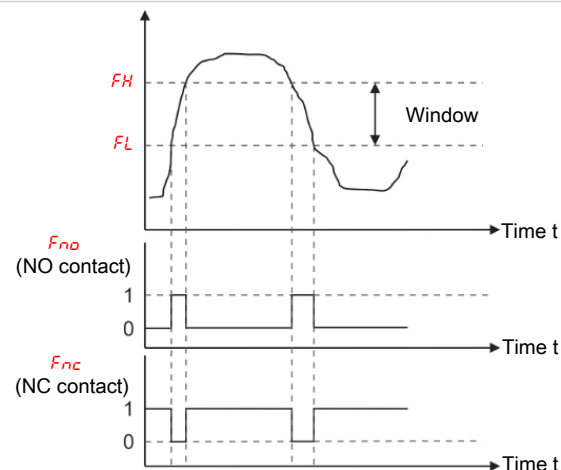 FH
Window
FL
Time t
Fno
(NO contact)
1
0
Time t
Fnc
(NC contact)
1
0
Time t